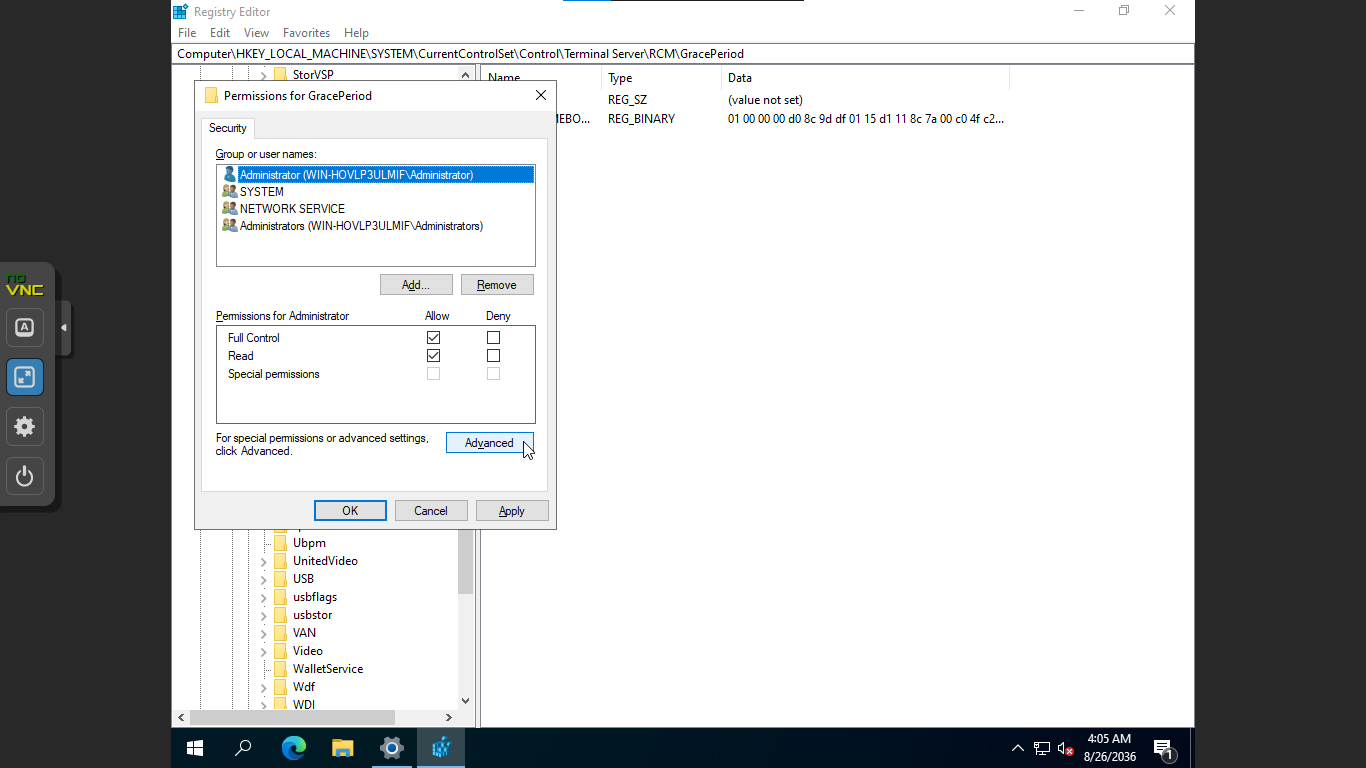 Registry Editor
File Edit View Favorites Help
Computer\HKEY_LOCAL_MACHINE\SYSTEM\CurrentControlSet\Control\Terminal Server\RCM\GracePeriod
StorVSP
Name Type Data
REG_SZ (value not set)
REG_BINARY 01 00 00 00 d0 8c 9d df 01 15 d1 11 8c 7a 00 c0 4f c2...
Permissions for GracePeriod
Security
Group or user names:
Administrator (WIN-HOVLP3ULMIF\Administrator)
SYSTEM
NETWORK SERVICE
Administrators (WIN-HOVLP3ULMIF\Administrators)
Add... Remove
Permissions for Administrator Allow Deny
Full Control
Read
Special permissions
For special permissions or advanced settings,
click Advanced.
Advanced
OK Cancel Apply
Ubpm
UnitedVideo
USB
usbflags
usbstor
VAN
Video
WalletService
Wdf
WDI
no
VNC
A
4:05 AM
8/26/2036
1